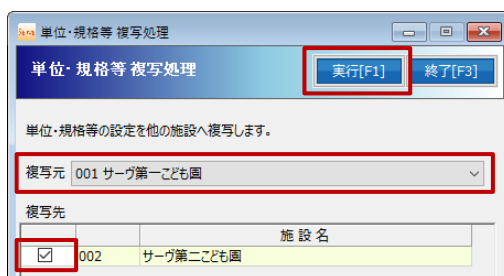 単位・規格等 複写処理
単位・規格等 複写処理 実行[F1] 終了[F3]
単位・規格等の設定を他の施設へ複写します。
複写元 001 サーヴ第一こども園
複写先
施 設 名
002 サーヴ第二こども園